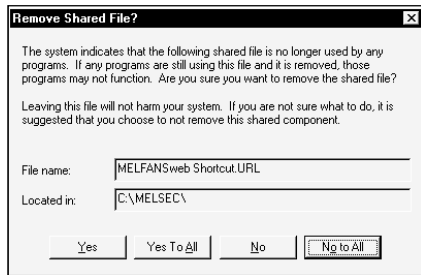 Remove Shared File?
The system indicates that the following shared file is no longer used by any
programs. If any programs are still using this file and it is removed, those
programs may not function. Are you sure you want to remove the shared file?
Leaving this file will not harm your system. If you are not sure what to do, it is
suggested that you choose to not remove this shared component.
File name: MELFANSweb Shortcut.URL
Located in: C:\MELSEC\
Yes Yes To All No No to All